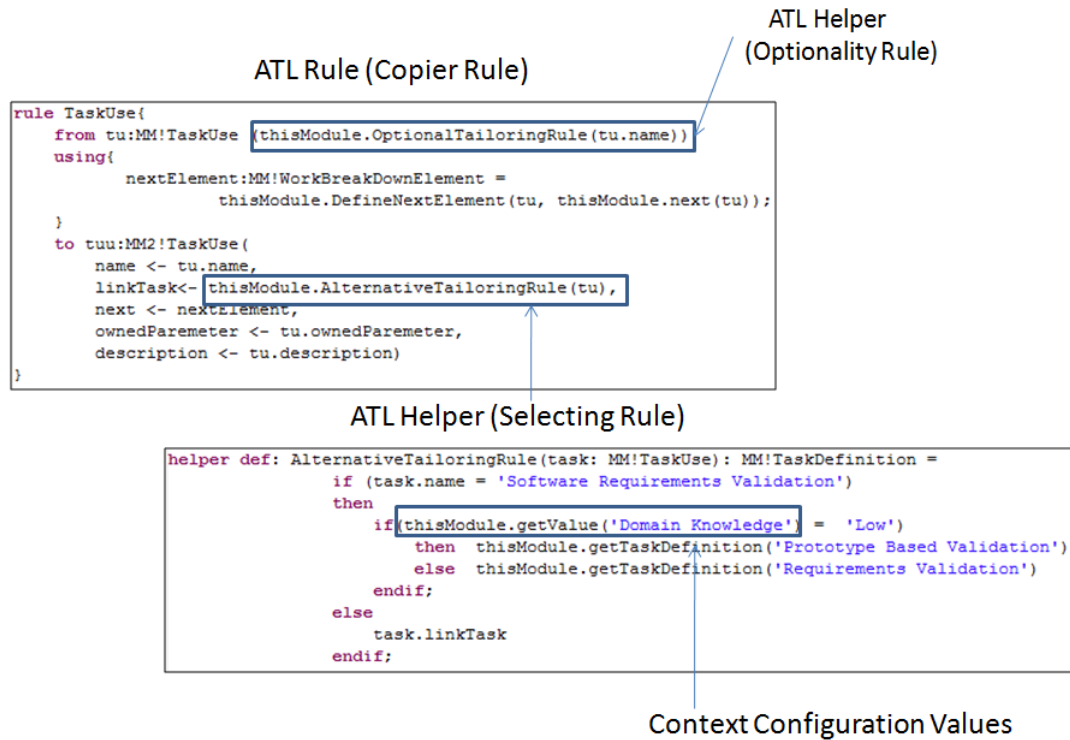 ATL Helper
(Optionality Rule)
ATL Rule (Copier Rule)
rule TaskUse{
from tu:MM!TaskUse (thisModule.OptionalTailoringRule(tu.name))
using{
nextElement:MM!WorkBreakDownElement =
thisModule.DefineNextElement(tu, thisModule.next(tu));
}
to tuu:MM2!TaskUse(
name <- tu.name,
linkTask<- thisModule.AlternativeTailoringRule(tu),
next <- nextElement,
ownedParemeter <- tu.ownedParemeter,
description <- tu.description)
}
ATL Helper (Selecting Rule)
helper def: AlternativeTailoringRule(task: MM!TaskUse): MM!TaskDefinition =
if (task.name = 'Software Requirements Validation')
then
if(thisModule.getValue('Domain Knowledge') = 'Low')
then thisModule.getTaskDefinition('Prototype Based Validation')
else thisModule.getTaskDefinition('Requirements Validation')
endif;
else
task.linkTask
endif;
Context Configuration Values